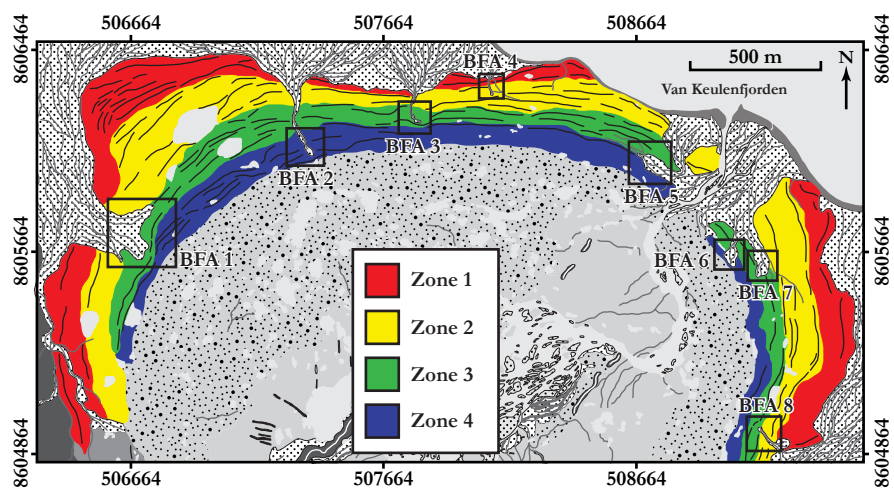 506664
507664
508664
8606464
8605664
8604864
8606464
8605664
8604864
500 m
N
Van Keulenfjorden
BFA 4
BFA 3
BFA 2
BFA 5
BFA 1
BFA 6
BFA 7
BFA 8
Zone 1
Zone 2
Zone 3
Zone 4
506664
507664
508664